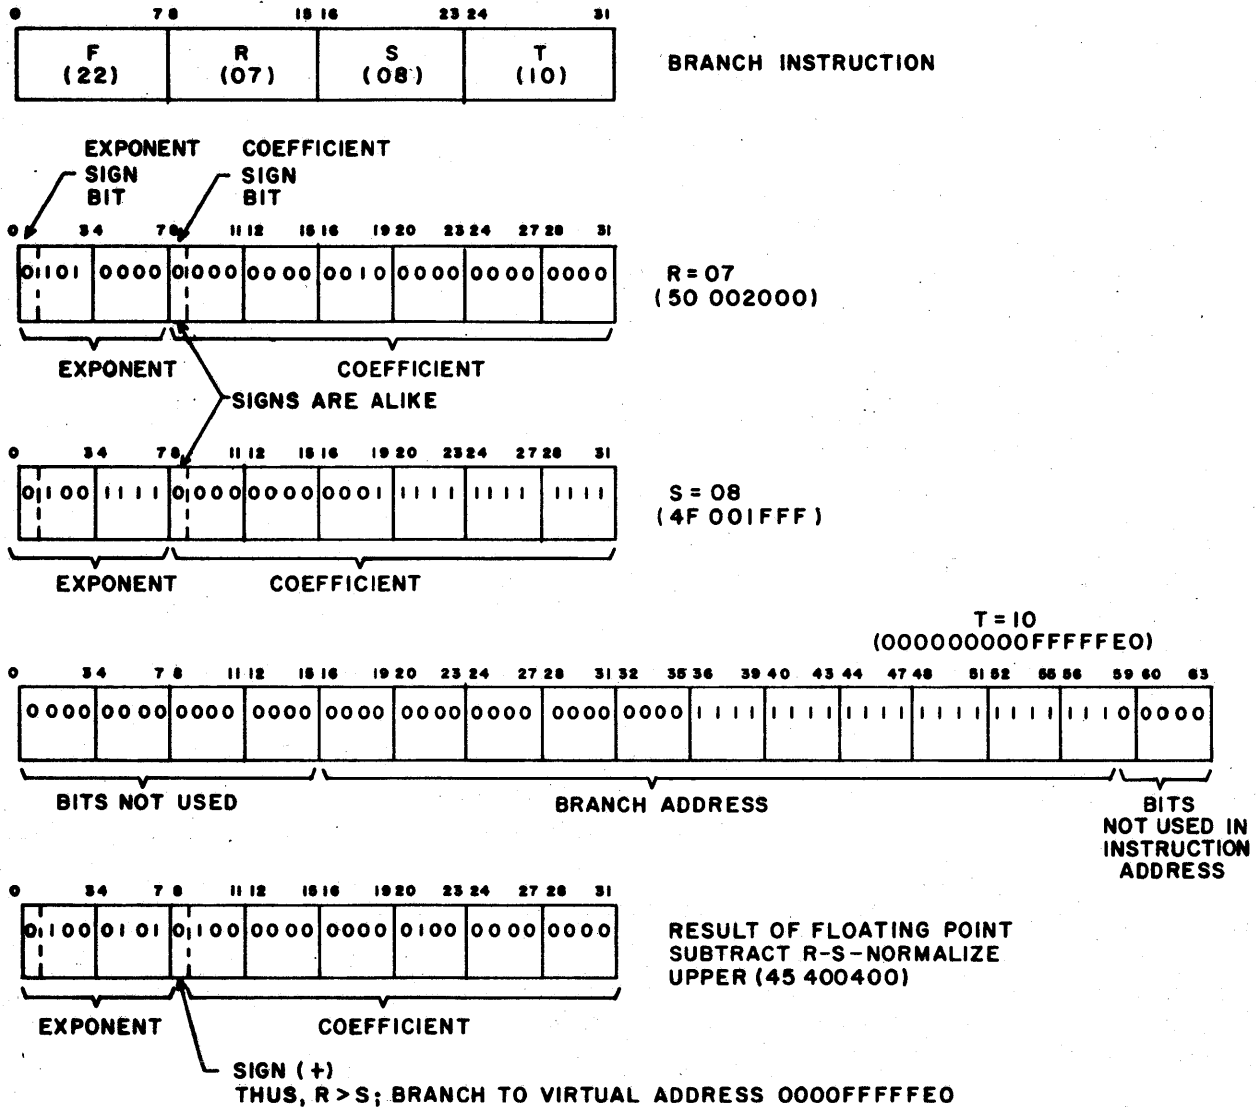 0 7 8 15 16 23 24 31
F R S T
(22) (07) (08) (10)
BRANCH INSTRUCTION
EXPONENT SIGN BIT
COEFFICIENT SIGN BIT
0 3 4 7 8 11 12 15 16 19 20 23 24 27 28 31
0101 0000 0000 0000 0010 0000 0000 0000
R = 07
(50 002000)
EXPONENT COEFFICIENT
SIGNS ARE ALIKE
0 3 4 7 8 11 12 15 16 19 20 23 24 27 28 31
0100 1111 0000 0000 0001 1111 1111 1111
S = 08
(4F 001FFF)
EXPONENT COEFFICIENT
T = 10
(000000000FFFFFE0)
0 3 4 7 8 11 12 15 16 19 20 23 24 27 28 31 32 35 36 39 40 43 44 47 48 51 52 55 56 59 60 63
0000 0000 0000 0000 0000 0000 0000 0000 0000 1111 1111 1111 1111 1111 1110 0000
BITS NOT USED
BRANCH ADDRESS
BITS
NOT USED IN
INSTRUCTION
ADDRESS
0 3 4 7 8 11 12 15 16 19 20 23 24 27 28 31
0100 0101 0100 0000 0000 0100 0000 0000
RESULT OF FLOATING POINT
SUBTRACT R-S-NORMALIZE
UPPER (45 400400)
EXPONENT COEFFICIENT
SIGN (+)
THUS, R > S; BRANCH TO VIRTUAL ADDRESS 0000FFFFFFE0